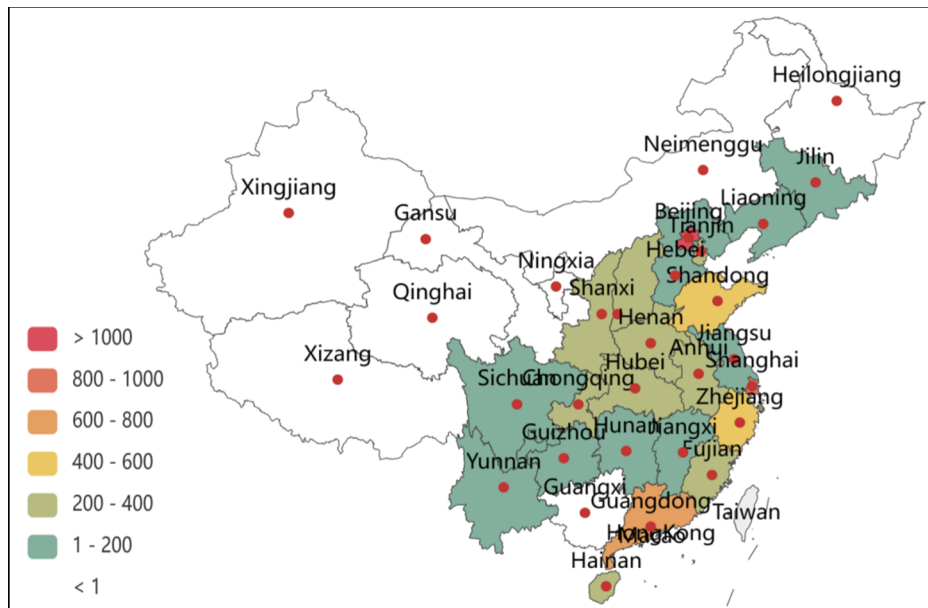 Heilongjiang
Neimenggu
Jilin
Xingjiang
Liaoning
Gansu
Beijing
Tianjin
Hebei
Ningxia
Shandong
Shanxi
Qinghai
Henan
Jiangsu
> 1000
Anhui
Xizang
Hubei
Shanghai
800 - 1000
Sichuan
Chongqing
Zhejiang
600 - 800
Guizhou
Hunan
Jiangxi
Fujian
400 - 600
Yunnan
Guangxi
Guangdong
200 - 400
Taiwan
HongKong
Macao
1 - 200
Hainan
< 1